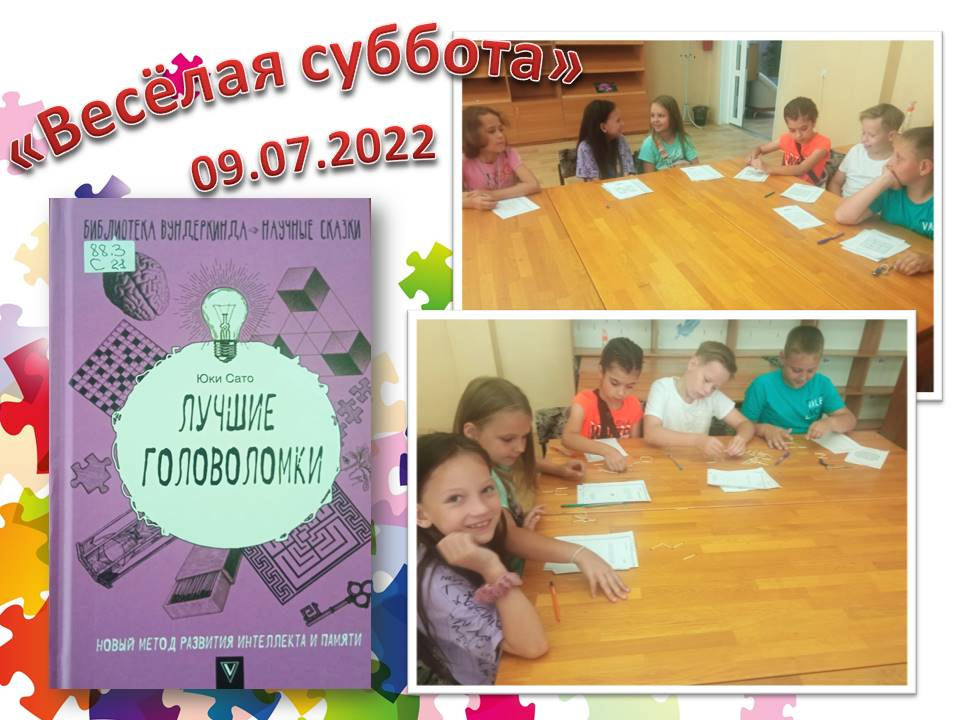 «Весёлая суббота»
09.07.2022
БИБЛИОТЕКА ВУНДЕРКИНДА НАУЧНЫЕ СКАЗКИ
88.3
С 21
Юки Сато
ЛУЧШИЕ
ГОЛОВОЛОМКИ
НОВЫЙ МЕТОД РАЗВИТИЯ ИНТЕЛЛЕКТА И ПАМЯТИ
V